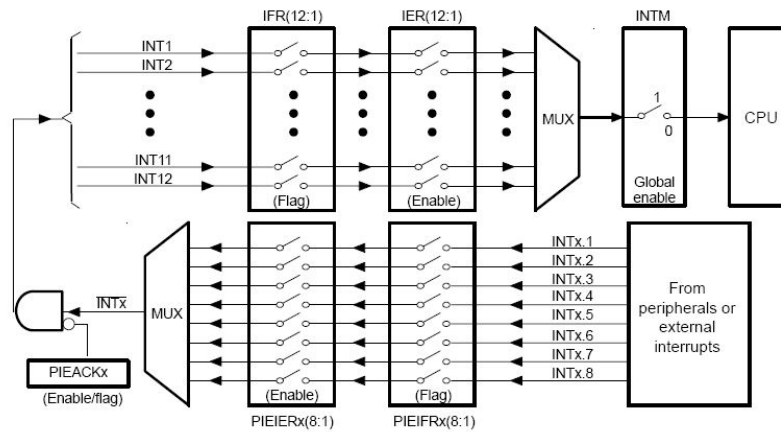 IFR(12:1)
IER(12:1)
INTM
INT1
INT2
INT11
INT12
(Flag)
(Enable)
MUX
1
0
Global
enable
CPU
INTx
MUX
PIEACKx
(Enable/flag)
(Enable)
PIEIERx(8:1)
(Flag)
PIEIFRx(8:1)
INTx.1
INTx.2
INTx.3
INTx.4
INTx.5
INTx.6
INTx.7
INTx.8
From
peripherals or
external
interrupts